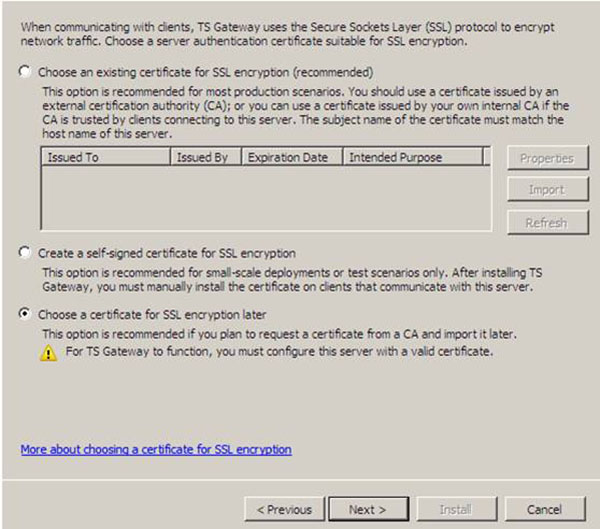 When communicating with clients, TS Gateway uses the Secure Sockets Layer (SSL) protocol to encrypt
network traffic. Choose a server authentication certificate suitable for SSL encryption.
Choose an existing certificate for SSL encryption (recommended)
This option is recommended for most production scenarios. You should use a certificate issued by an
external certification authority (CA); or you can use a certificate issued by your own internal CA if the
CA is trusted by clients connecting to this server. The subject name of the certificate must match the
host name of this server.
Issued To Issued By Expiration Date Intended Purpose
Properties
Import
Refresh
Create a self-signed certificate for SSL encryption
This option is recommended for small-scale deployments or test scenarios only. After installing TS
Gateway, you must manually install the certificate on clients that communicate with this server.
Choose a certificate for SSL encryption later
This option is recommended if you plan to request a certificate from a CA and import it later.
For TS Gateway to function, you must configure this server with a valid certificate.
More about choosing a certificate for SSL encryption
< Previous Next > Install Cancel